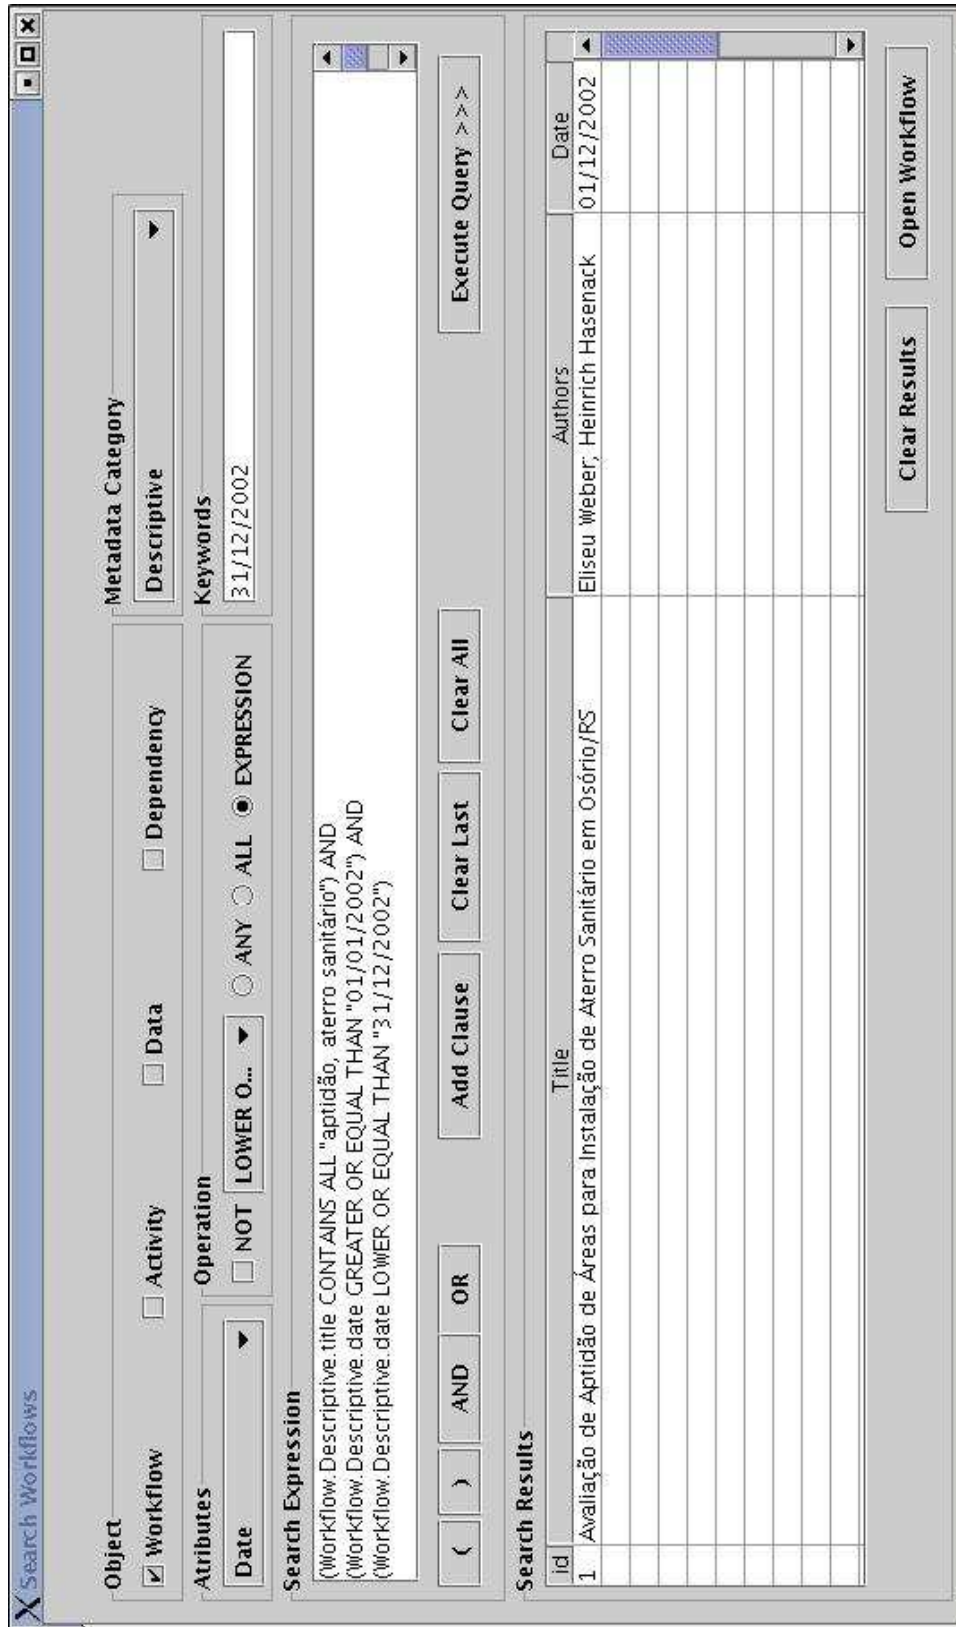 Search Workflows
Object
Workflow
Activity
Data
Dependency
Metadata Category
Descriptive
Atributes
Date
Operation
NOT
LOWER O...
ANY
ALL
EXPRESSION
Keywords
31/12/2002
Search Expression
(Workflow.Descriptive.title CONTAINS ALL "aptidão, aterro sanitário") AND
(Workflow.Descriptive.date GREATER OR EQUAL THAN "01/01/2002") AND
(Workflow.Descriptive.date LOWER OR EQUAL THAN "31/12/2002")
(
)
AND
OR
Add Clause
Clear Last
Clear All
Execute Query >>>
Search Results
id Title Authors Date
1 Avaliação de Aptidão de Áreas para Instalação de Aterro Sanitário em Osório/RS Eliseu Weber; Heinrich Hasenack 01/12/2002
Clear Results
Open Workflow